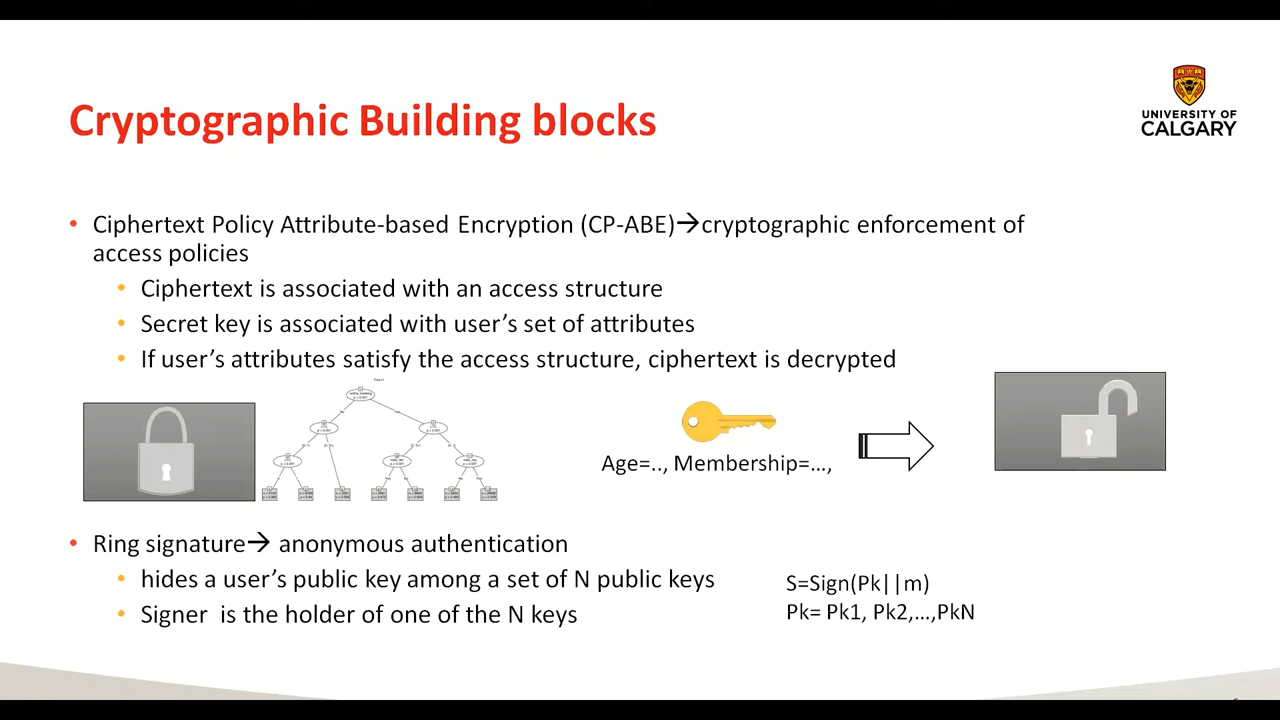 Cryptographic Building blocks
UNIVERSITY OF
CALGARY
• Ciphertext Policy Attribute-based Encryption (CP-ABE)→cryptographic enforcement of
access policies
• Ciphertext is associated with an access structure
• Secret key is associated with user's set of attributes
• If user's attributes satisfy the access structure, ciphertext is decrypted
Age=.., Membership=...,
• Ring signature→ anonymous authentication
• hides a user's public key among a set of N public keys
• Signer is the holder of one of the N keys
S=Sign(Pk||m)
Pk= Pk1, Pk2,...,PkN